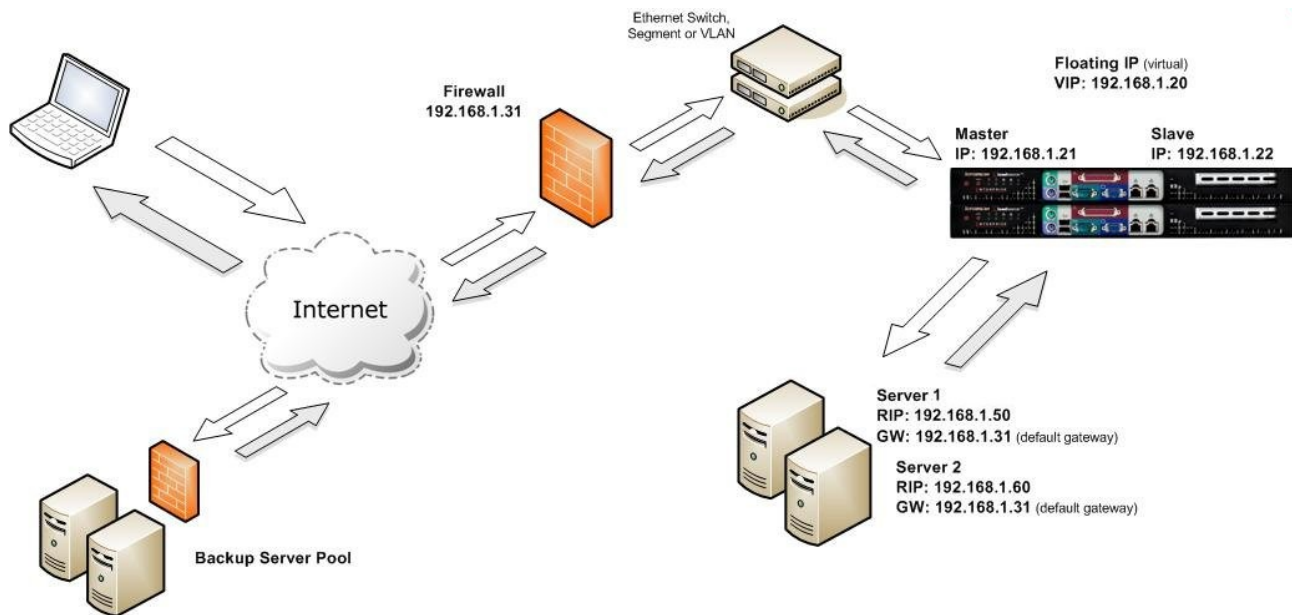 Ethernet Switch,
Segment or VLAN
Floating IP (virtual)
VIP: 192.168.1.20
Firewall
192.168.1.31
Master
IP: 192.168.1.21
Slave
IP: 192.168.1.22
Internet
Server 1
RIP: 192.168.1.50
GW: 192.168.1.31 (default gateway)
Server 2
RIP: 192.168.1.60
GW: 192.168.1.31 (default gateway)
Backup Server Pool